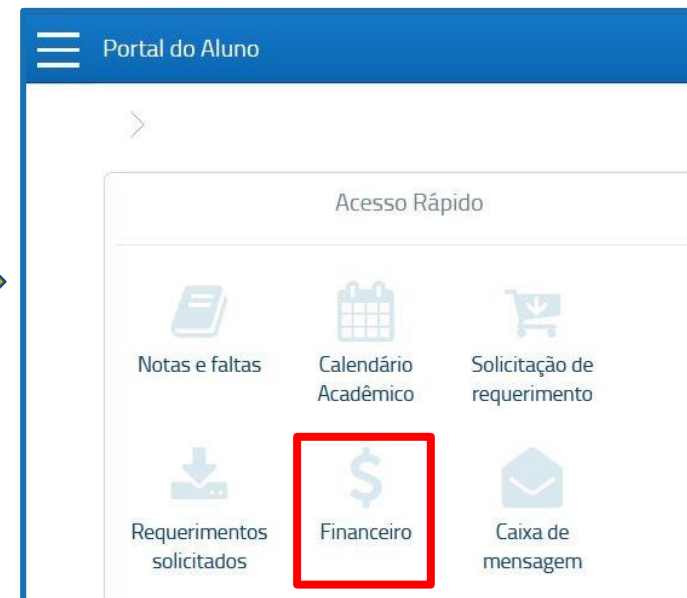 Portal do Aluno
Acesso Rápido
Notas e faltas
Calendário
Acadêmico
Solicitação de
requerimento
Requerimentos
solicitados
Financeiro
Caixa de
mensagem